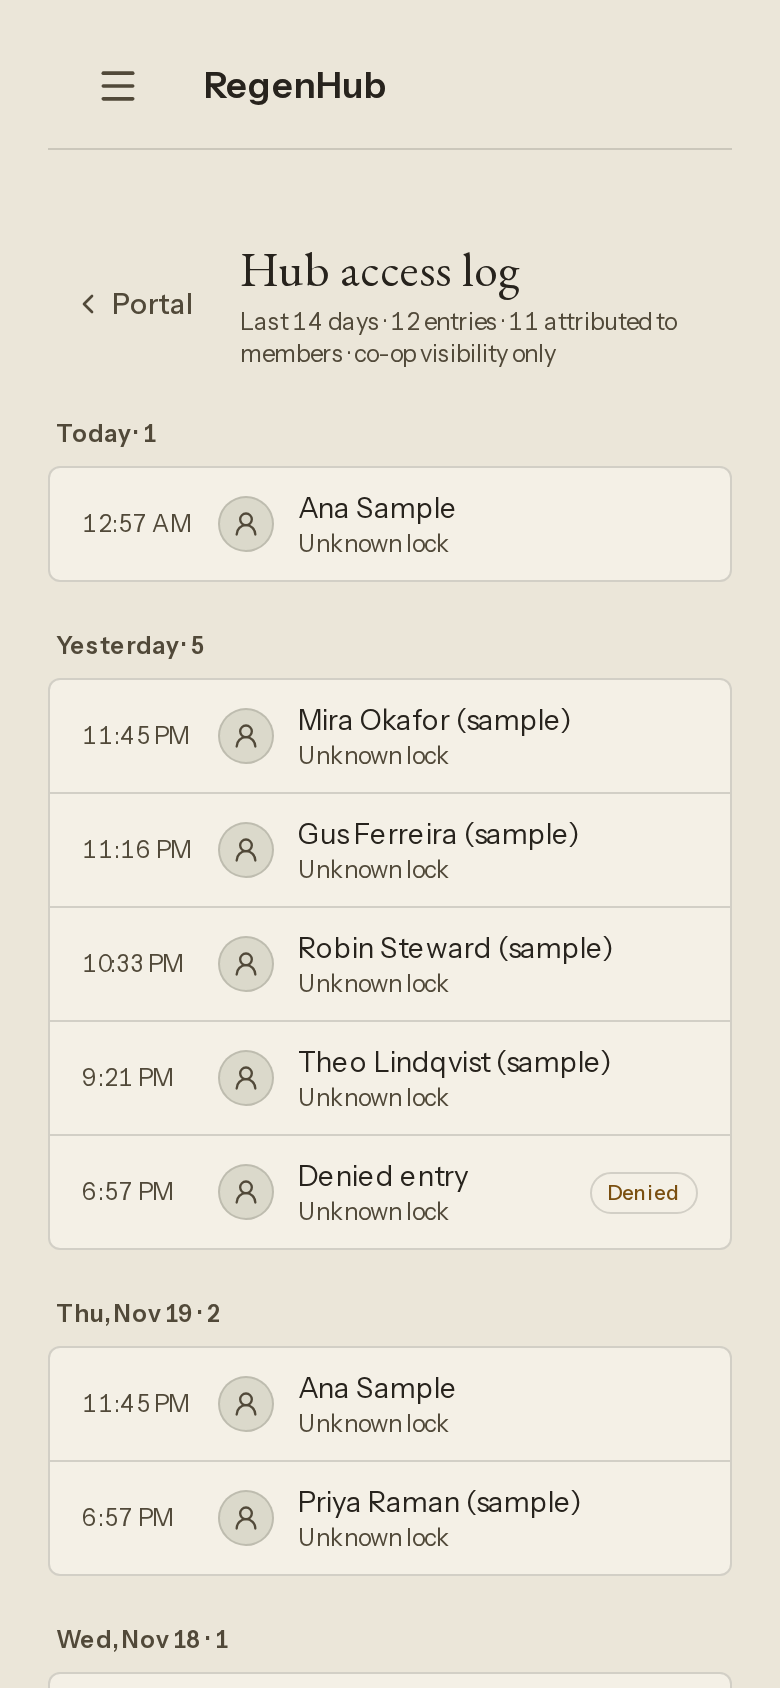 RegenHub
Portal
Hub access log
Last 14 days · 12 entries · 11 attributed to
members · co-op visibility only
Today · 1
12:57 AM
Ana Sample
Unknown lock
Yesterday · 5
11:45 PM
Mira Okafor (sample)
Unknown lock
11:16 PM
Gus Ferreira (sample)
Unknown lock
10:33 PM
Robin Steward (sample)
Unknown lock
9:21 PM
Theo Lindqvist (sample)
Unknown lock
6:57 PM
Denied entry
Unknown lock
Denied
Thu, Nov 19 · 2
11:45 PM
Ana Sample
Unknown lock
6:57 PM
Priya Raman (sample)
Unknown lock
Wed, Nov 18 · 1